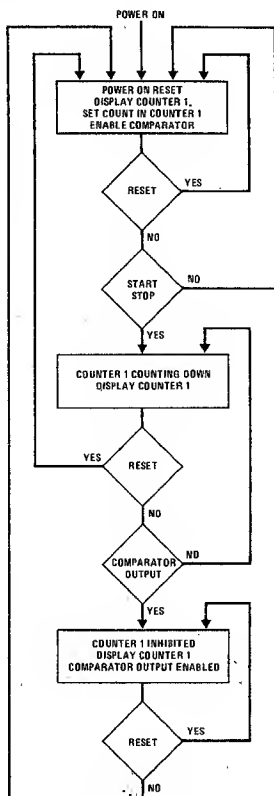 POWER ON
POWER ON RESET
DISPLAY COUNTER 1,
SET COUNT IN COUNTER 1
ENABLE COMPARATOR
RESET
YES
NO
START
STOP
NO
YES
COUNTER 1 COUNTING DOWN
DISPLAY COUNTER 1
YES
RESET
NO
COMPARATOR
OUTPUT
NO
YES
COUNTER 1 INHIBITED
DISPLAY COUNTER 1
COMPARATOR OUTPUT ENABLED
RESET
YES
NO